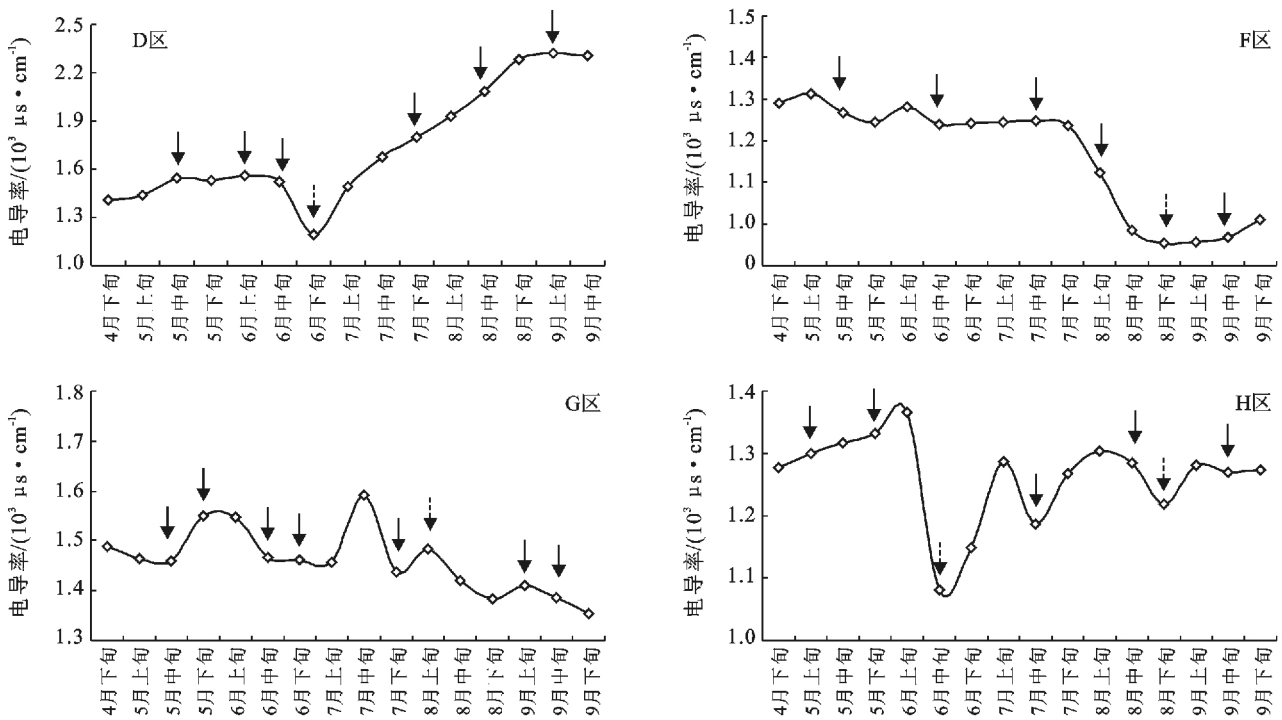 电导率/(10³ μs·cm⁻¹)
D区
2.5
2.2
1.9
1.6
1.3
1.0
4月下旬
5月上旬
5月中旬
5月下旬
6月上旬
6月中旬
6月下旬
7月上旬
7月下旬
7月中旬
8月上旬
8月中旬
8月下旬
9月上旬
9月中旬
电导率/(10³ μs·cm⁻¹)
F区
1.5
1.4
1.3
1.2
1.1
1.0
0
4月下旬
5月上旬
5月中旬
5月下旬
6月上旬
6月中旬
6月下旬
7月上旬
7月中旬
7月下旬
8月上旬
8月中旬
8月下旬
9月上旬
9月中旬
9月下旬
电导率/(10³ μs·cm⁻¹)
G区
1.8
1.7
1.6
1.5
1.4
1.3
4月下旬
5月上旬
5月中旬
5月下旬
6月上旬
6月中旬
6月下旬
7月上旬
7月中旬
7月下旬
8月上旬
8月中旬
8月下旬
9月上旬
9月中旬
9月下旬
电导率/(10³ μs·cm⁻¹)
H区
1.4
1.3
1.2
1.1
1.0
4月下旬
5月上旬
5月中旬
5月下旬
6月上旬
6月中旬
6月下旬
7月上旬
7月中旬
7月下旬
8月上旬
8月中旬
8月下旬
9月上旬
9月中旬
9月下旬